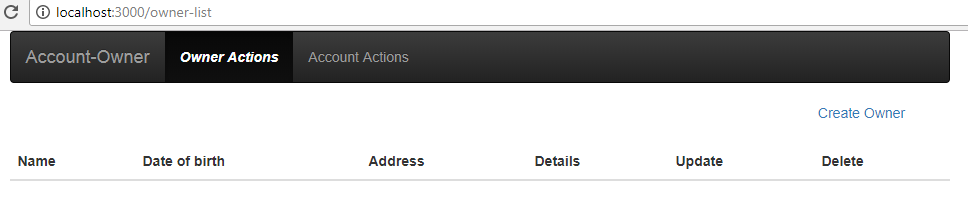 localhost:3000/owner-list
Account-Owner Owner Actions Account Actions
Create Owner
Name Date of birth Address Details Update Delete